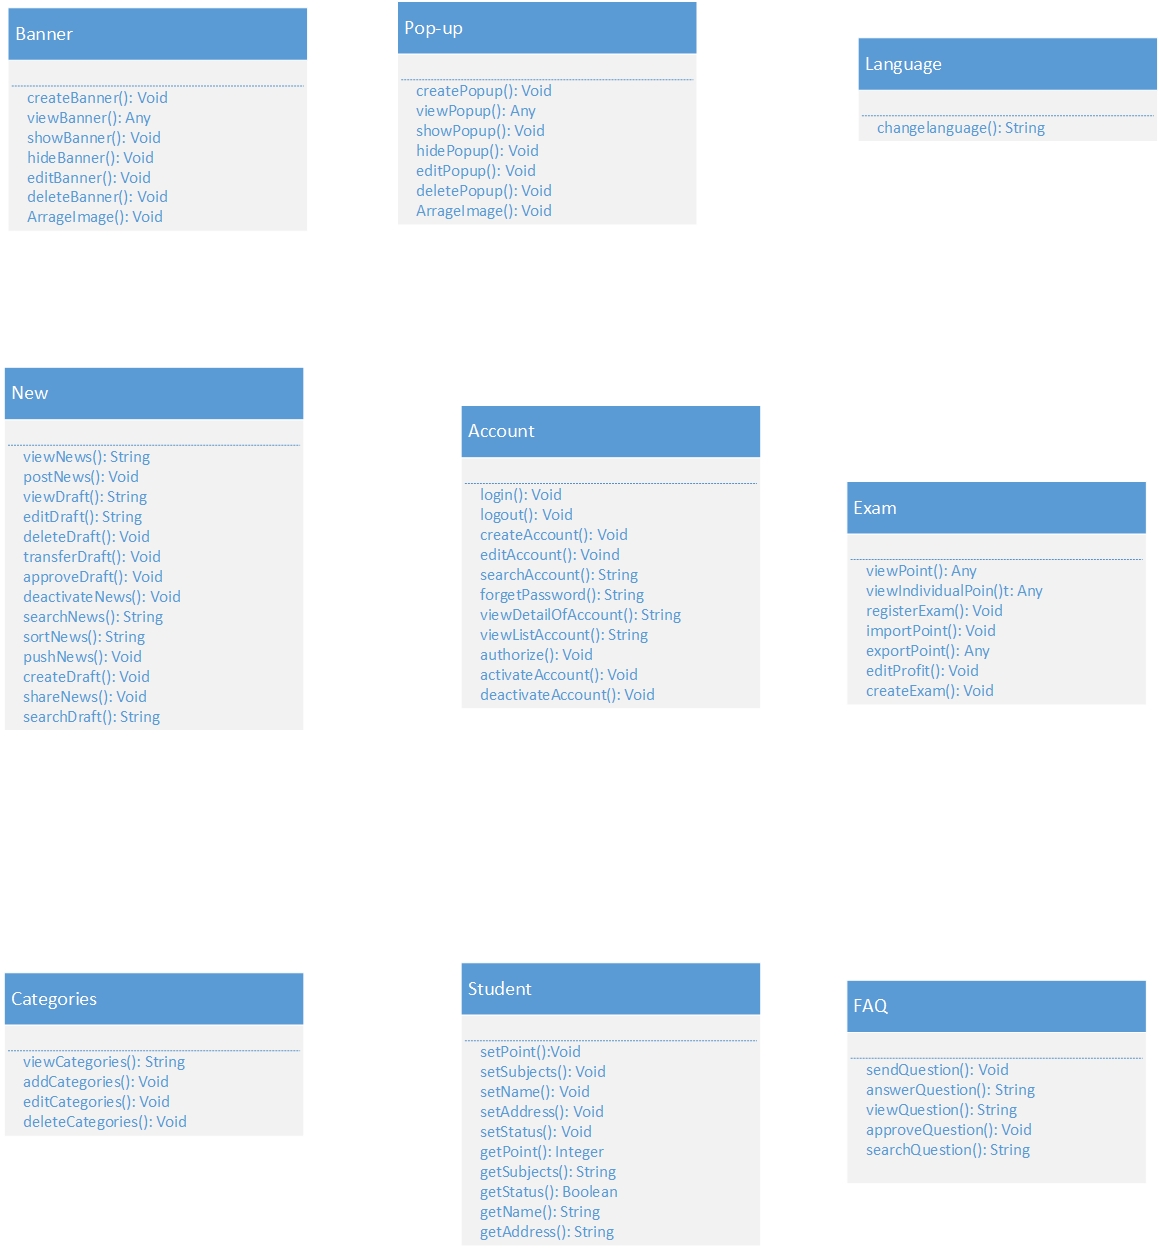 Banner
createBanner(): Void
viewBanner(): Any
showBanner(): Void
hideBanner(): Void
editBanner(): Void
deleteBanner(): Void
ArrageImage(): Void
Pop-up
createPopup(): Void
viewPopup(): Any
showPopup(): Void
hidePopup(): Void
editPopup(): Void
deletePopup(): Void
ArrageImage(): Void
Language
changelanguage(): String
New
viewNews(): String
postNews(): Void
viewDraft(): String
editDraft(): String
deleteDraft(): Void
transferDraft(): Void
approveDraft(): Void
deactivateNews(): Void
searchNews(): String
sortNews(): String
pushNews(): Void
createDraft(): Void
shareNews(): Void
searchDraft(): String
Account
login(): Void
logout(): Void
createAccount(): Void
editAccount(): Voind
searchAccount(): String
forgetPassword(): String
viewDetailOfAccount(): String
viewListAccount(): String
authorize(): Void
activateAccount(): Void
deactivateAccount(): Void
Exam
viewPoint(): Any
viewIndividualPoin()t: Any
registerExam(): Void
importPoint(): Void
exportPoint(): Any
editProfit(): Void
createExam(): Void
Categories
viewCategories(): String
addCategories(): Void
editCategories(): Void
deleteCategories(): Void
Student
setPoint():Void
setSubjects(): Void
setName(): Void
setAddress(): Void
setStatus(): Void
getPoint(): Integer
getSubjects(): String
getStatus(): Boolean
getName(): String
getAddress(): String
FAQ
sendQuestion(): Void
answerQuestion(): String
viewQuestion(): String
approveQuestion(): Void
searchQuestion(): String